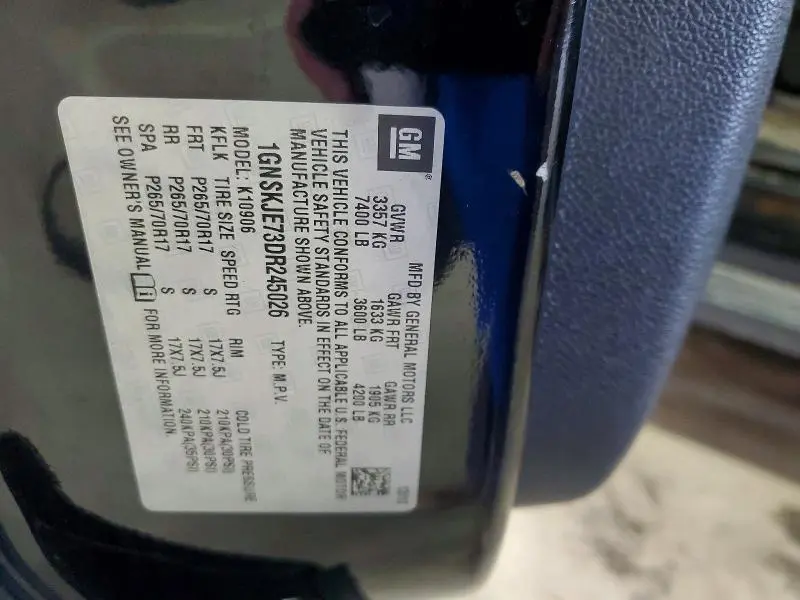 GM®
MFD BY GENERAL MOTORS LLC
GVWR GAWR FRT GAWR RR
3357 KG 1633 KG 1905 KG
7400 LB 3600 LB 4200 LB
THIS VEHICLE CONFORMS TO ALL APPLICABLE U.S. FEDERAL MOTOR
VEHICLE SAFETY STANDARDS IN EFFECT ON THE DATE OF
MANUFACTURE SHOWN ABOVE.
1GNSKJE73DR245026 TYPE: M.P.V.
MODEL: K10906
KFLK TIRE SIZE SPEED RTG RIM COLD TIRE PRESSURE
FRT P265/70R17 S 17X7.5J 210KPA(30PSI)
RR P265/70R17 S 17X7.5J 210KPA(30PSI)
SPA P265/70R17 S 17X7.5J 240KPA(35PSI)
SEE OWNER'S MANUAL FOR MORE INFORMATION.